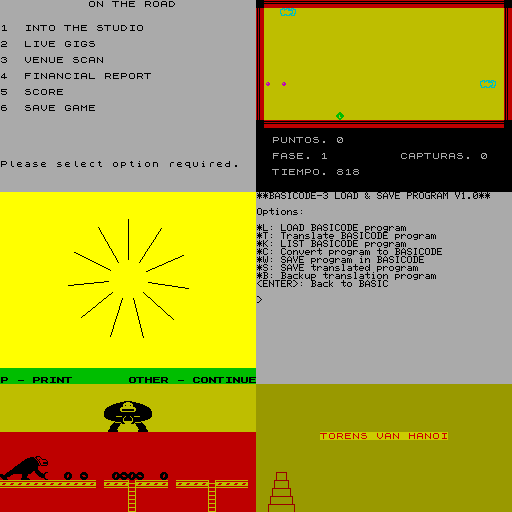 ON THE ROAD
1 INTO THE STUDIO
2 LIVE GIGS
3 VENUE SCAN
4 FINANCIAL REPORT
5 SCORE
6 SAVE GAME
Please select option required.
PUNTOS. 0
FASE. 1 CAPTURAS. 0
TIEMPO. 818
P - PRINT OTHER - CONTINUE
**BASICODE-3 LOAD & SAVE PROGRAM V1.0**
Options:
*L: LOAD BASICODE program
*T: Translate BASICODE program
*K: LIST BASICODE program
*C: Convert program to BASICODE
*W: SAVE program in BASICODE
*S: SAVE translated program
*B: Backup translation program
<ENTER>: Back to BASIC
>
TORENS VAN HANOI